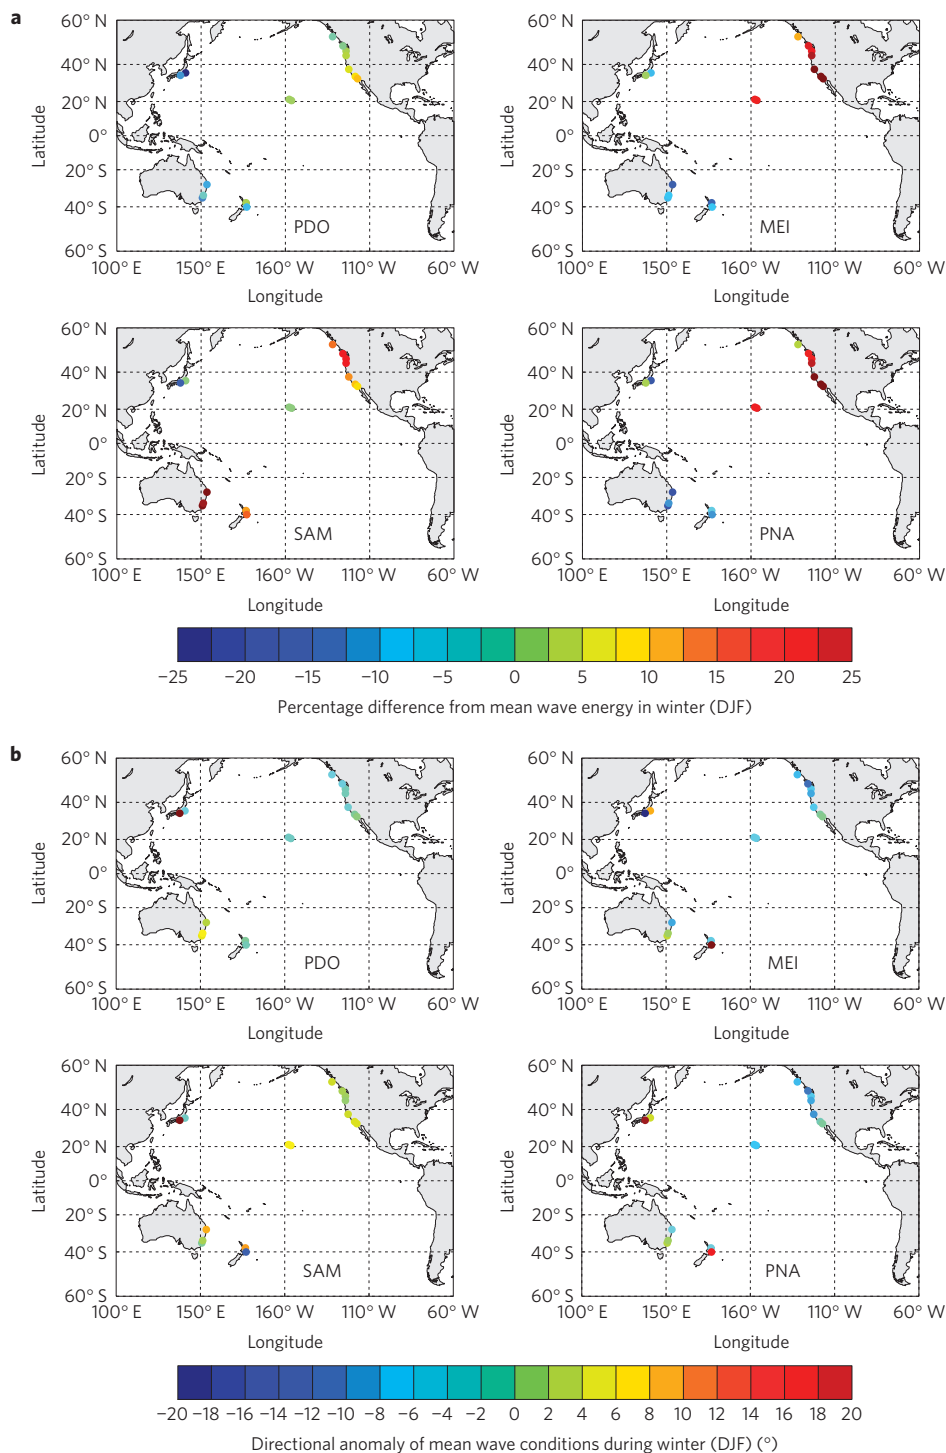 a
60° N
40° N
20° N
0°
20° S
40° S
60° S
Latitude
PDO
100° E 150° E 160° W 110° W 60° W
Longitude
60° N
40° N
20° N
0°
20° S
40° S
60° S
Latitude
MEI
100° E 150° E 160° W 110° W 60° W
Longitude
60° N
40° N
20° N
0°
20° S
40° S
60° S
Latitude
SAM
100° E 150° E 160° W 110° W 60° W
Longitude
60° N
40° N
20° N
0°
20° S
40° S
60° S
Latitude
PNA
100° E 150° E 160° W 110° W 60° W
Longitude
−25 −20 −15 −10 −5 0 5 10 15 20 25
Percentage difference from mean wave energy in winter (DJF)
b
60° N
40° N
20° N
0°
20° S
40° S
60° S
Latitude
PDO
100° E 150° E 160° W 110° W 60° W
Longitude
60° N
40° N
20° N
0°
20° S
40° S
60° S
Latitude
MEI
100° E 150° E 160° W 110° W 60° W
Longitude
60° N
40° N
20° N
0°
20° S
40° S
60° S
Latitude
SAM
100° E 150° E 160° W 110° W 60° W
Longitude
60° N
40° N
20° N
0°
20° S
40° S
60° S
Latitude
PNA
100° E 150° E 160° W 110° W 60° W
Longitude
−20 −18 −16 −14 −12 −10 −8 −6 −4 −2 0 2 4 6 8 10 12 14 16 18 20
Directional anomaly of mean wave conditions during winter (DJF) (°)